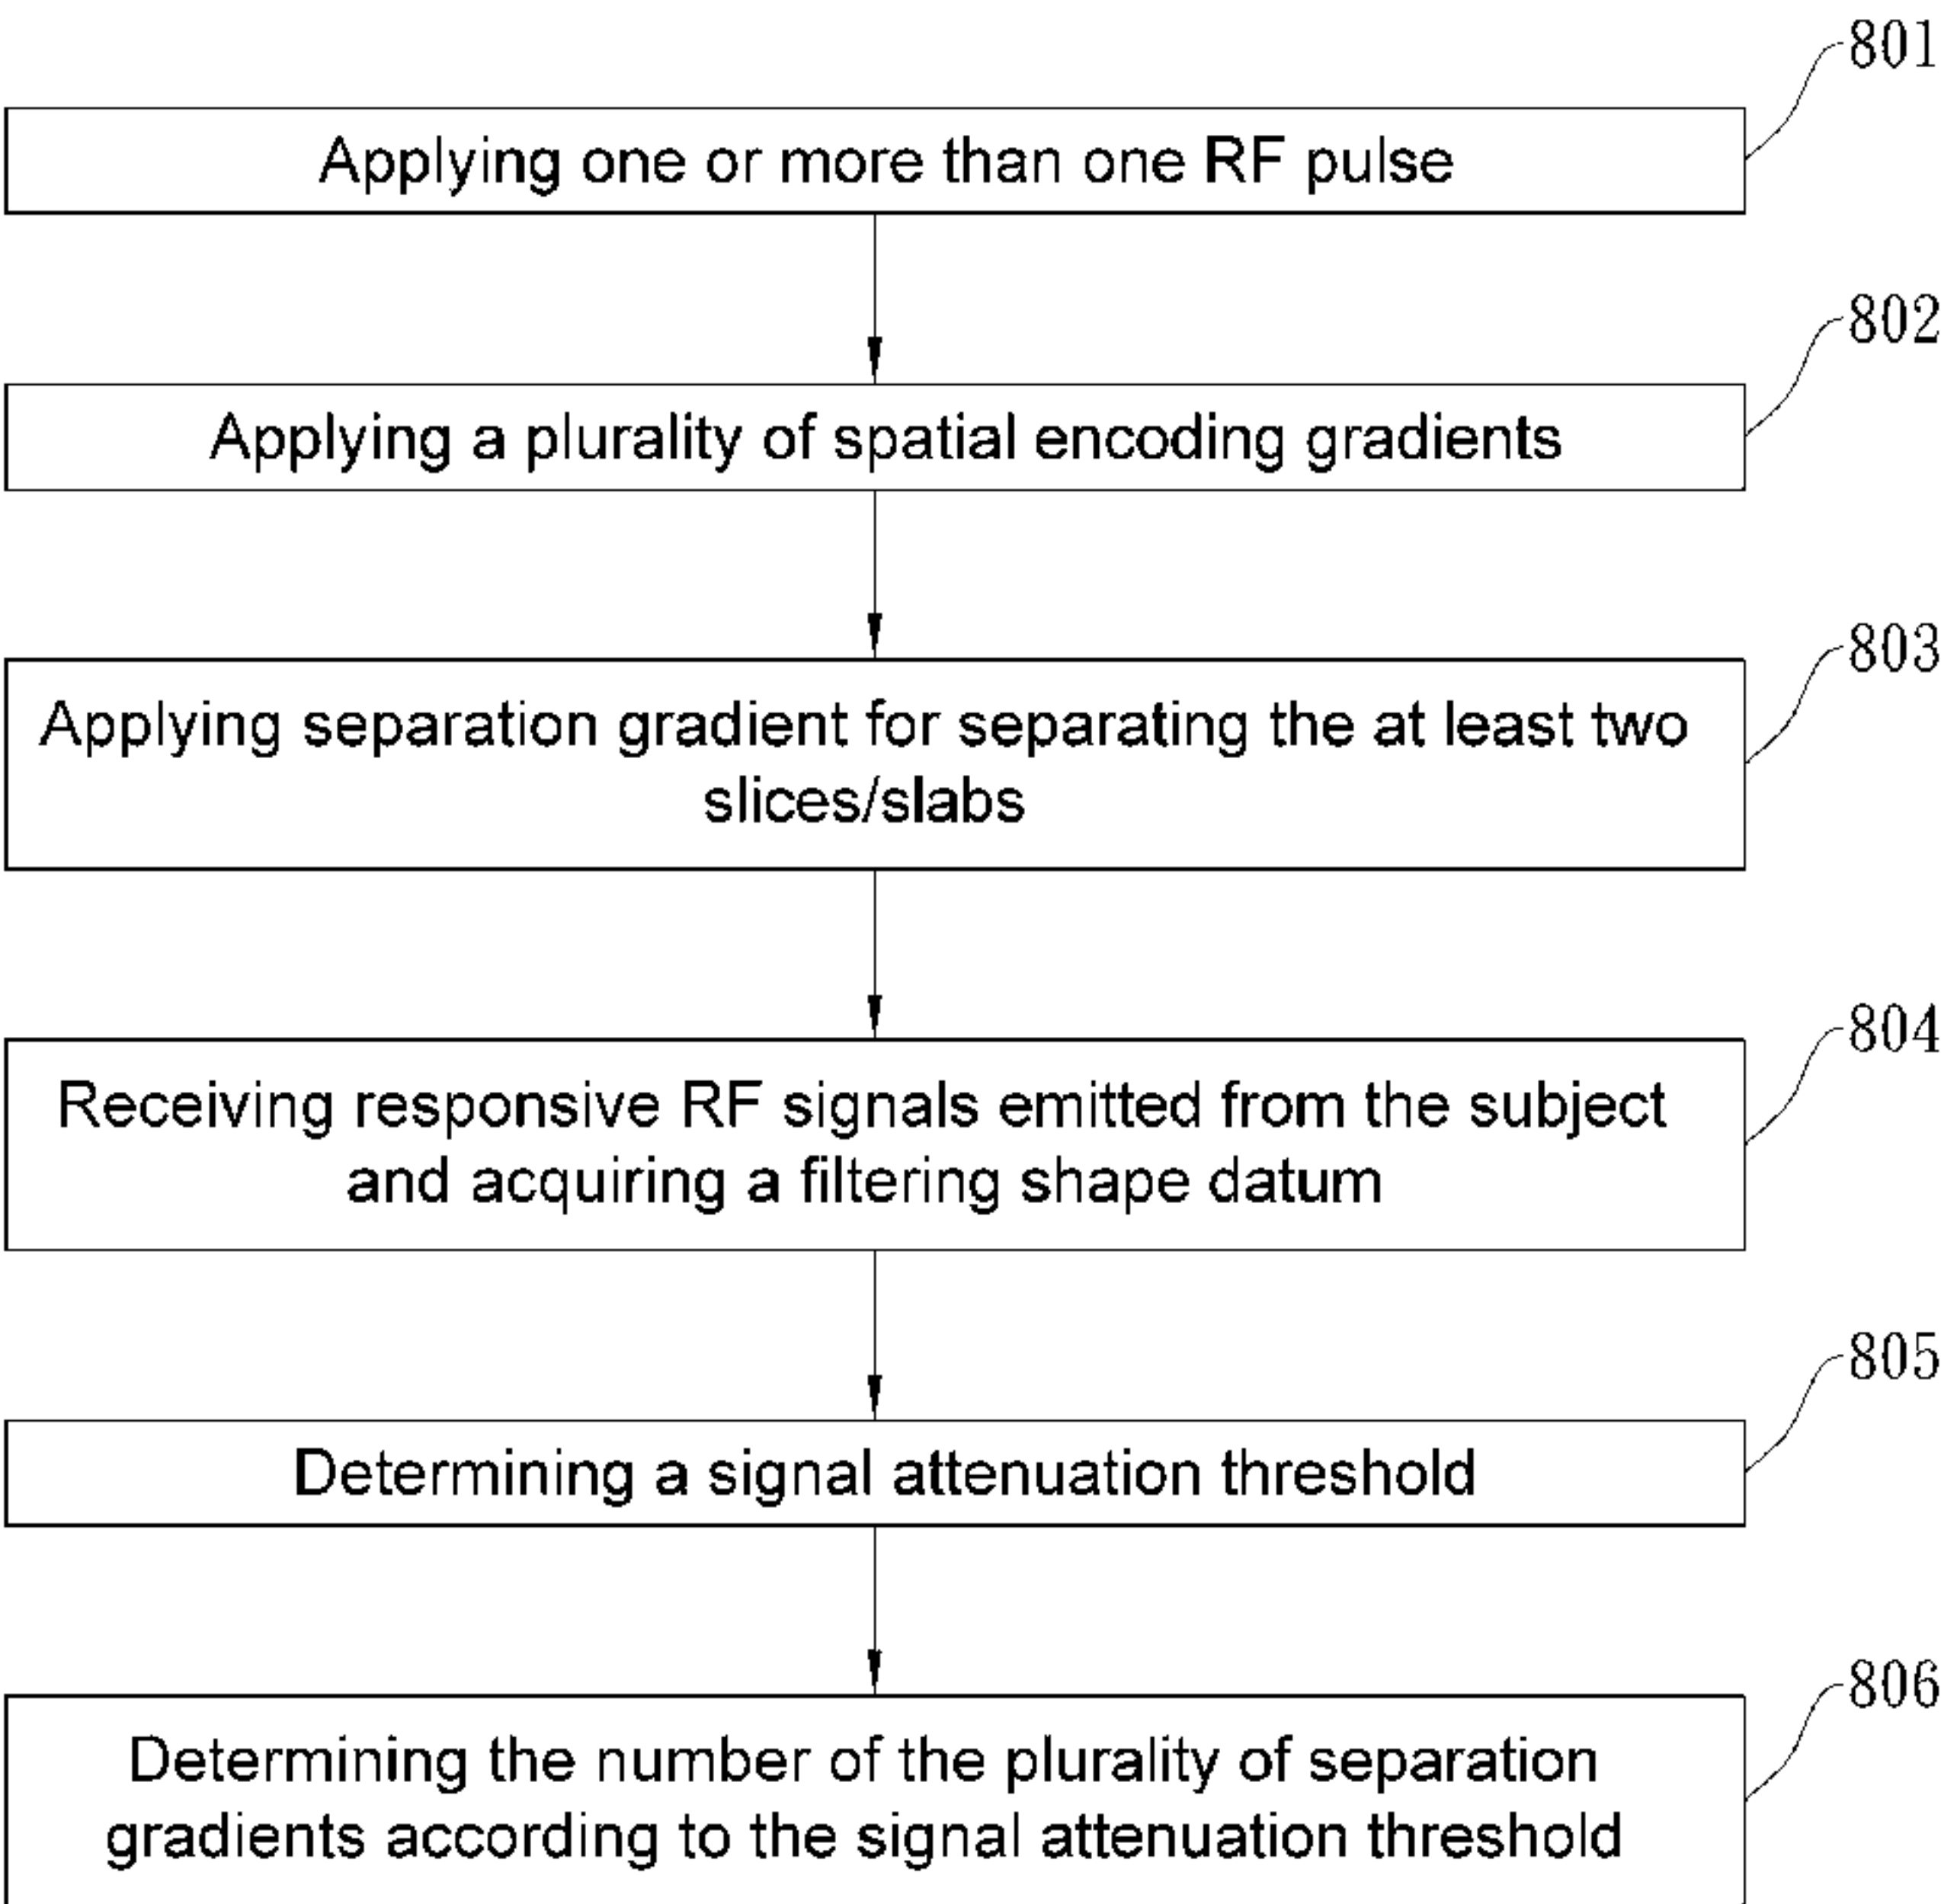 801
Applying one or more than one RF pulse
802
Applying a plurality of spatial encoding gradients
803
Applying separation gradient for separating the at least two
slices/slabs
804
Receiving responsive RF signals emitted from the subject
and acquiring a filtering shape datum
805
Determining a signal attenuation threshold
806
Determining the number of the plurality of separation
gradients according to the signal attenuation threshold